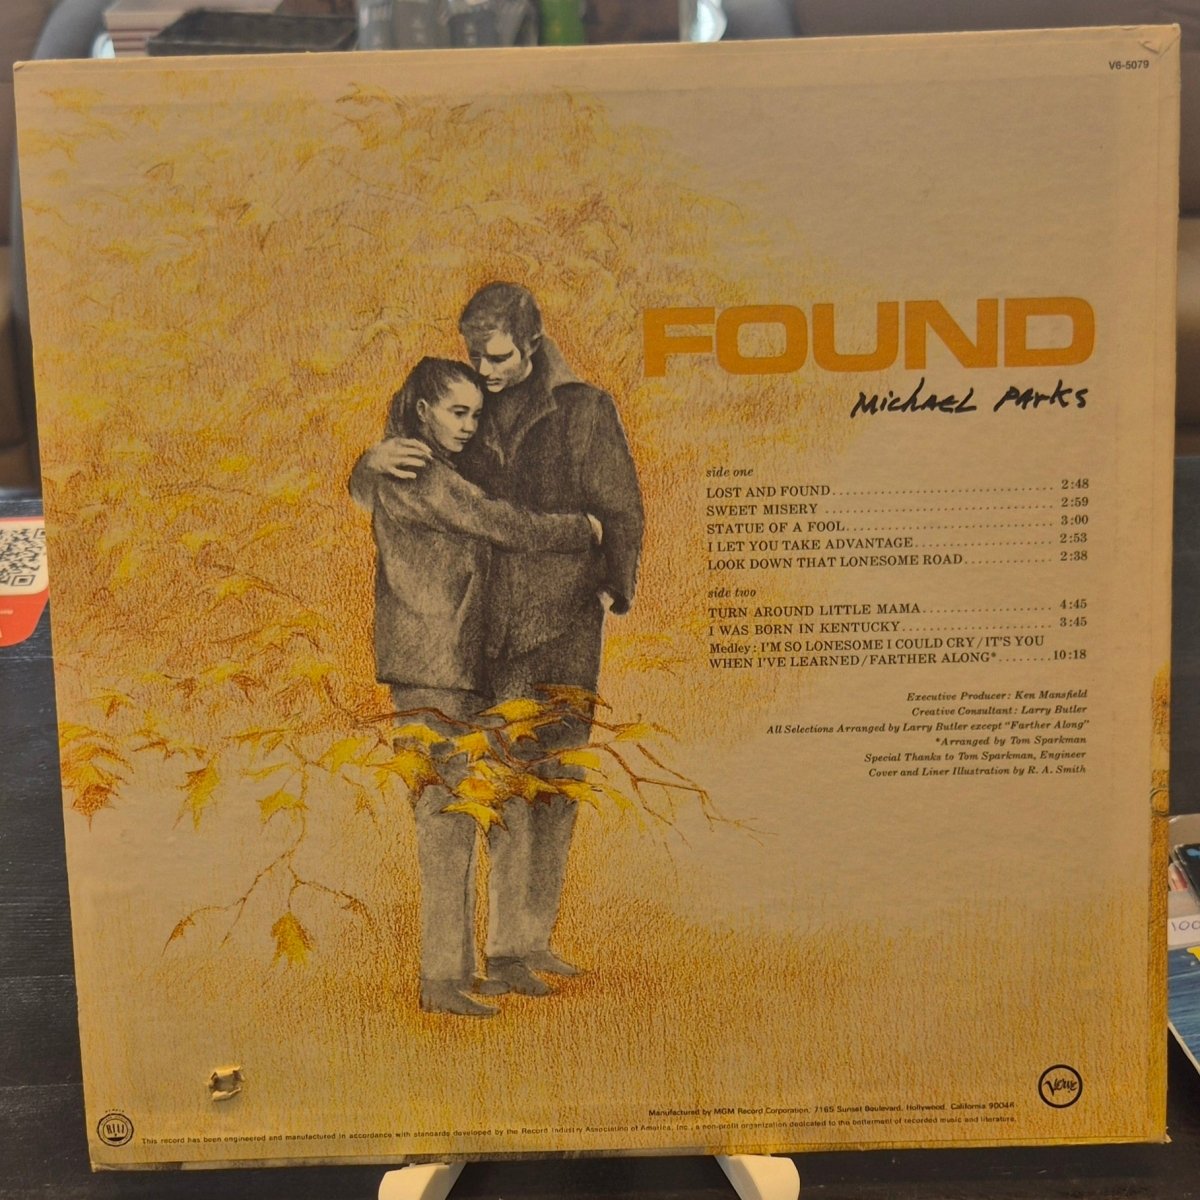 V6-5079
FOUND
Michael Parks
side one
LOST AND FOUND................................ 2:48
SWEET MISERY ................................. 2:59
STATUE OF A FOOL.............................. 3:00
I LET YOU TAKE ADVANTAGE.................... 2:53
LOOK DOWN THAT LONESOME ROAD............. 2:38
side two
TURN AROUND LITTLE MAMA................... 4:45
I WAS BORN IN KENTUCKY...................... 3:45
Medley: I'M SO LONESOME I COULD CRY/IT'S YOU
WHEN I'VE LEARNED/FARTHER ALONG*........10:18
Executive Producer: Ken Mansfield
Creative Consultant: Larry Butler
All Selections Arranged by Larry Butler except "Farther Along"
*Arranged by Tom Sparkman
Special Thanks to Tom Sparkman, Engineer
Cover and Liner Illustration by R. A. Smith
Verve
Manufactured by MGM Record Corporation, 7165 Sunset Boulevard, Hollywood, California 90046
This record has been engineered and manufactured in accordance with standards developed by the Record Industry Association of America, Inc., a non-profit organization dedicated to the betterment of recorded music and literature.